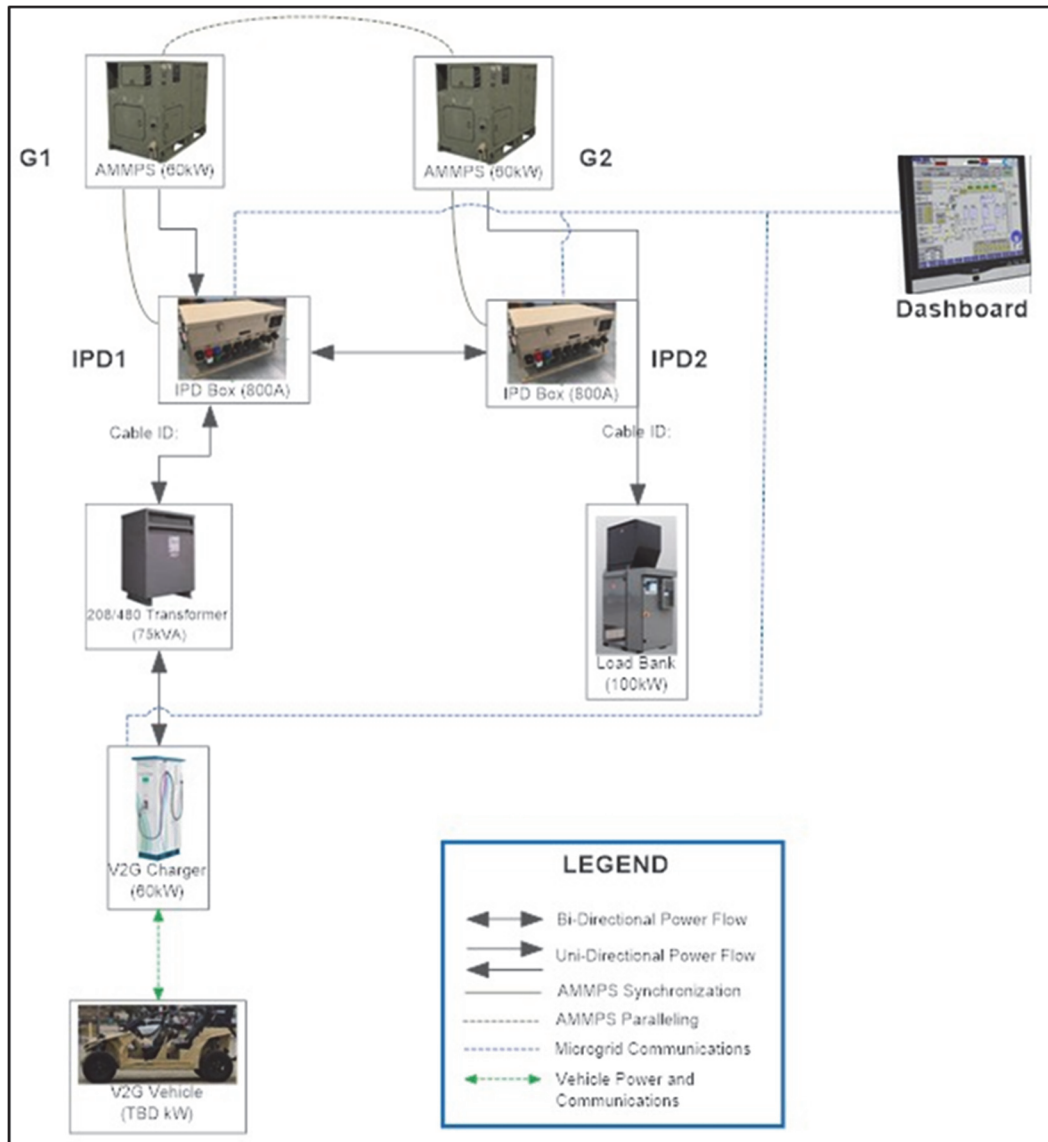 AMMPS (60kW)
AMMPS (60kW)
G1
G2
Dashboard
IPD1
IPD Box (800A)
IPD2
IPD Box (800A)
Cable ID:
Cable ID:
208/480 Transformer
(75kVA)
Load Bank
(100kW)
V2G Charger
(60kW)
V2G Vehicle
(TBD kW)
LEGEND
Bi-Directional Power Flow
Uni-Directional Power Flow
AMMPS Synchronization
AMMPS Paralleling
Microgrid Communications
Vehicle Power and
Communications